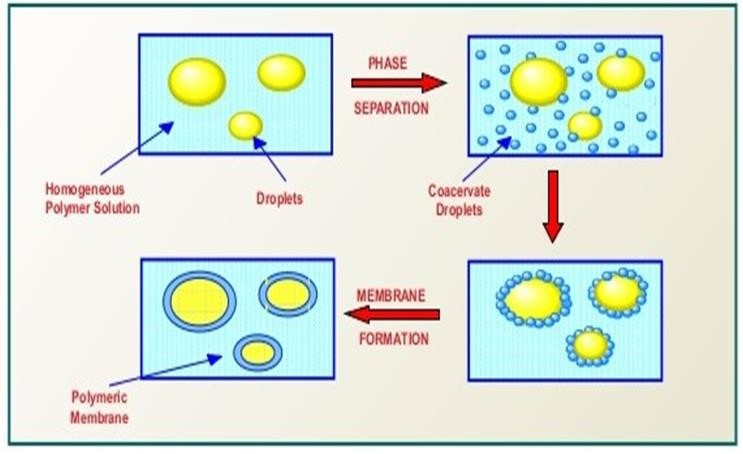 PHASE
SEPARATION
Homogeneous
Polymer Solution
Droplets
Coacervate
Droplets
MEMBRANE
FORMATION
Polymeric
Membrane